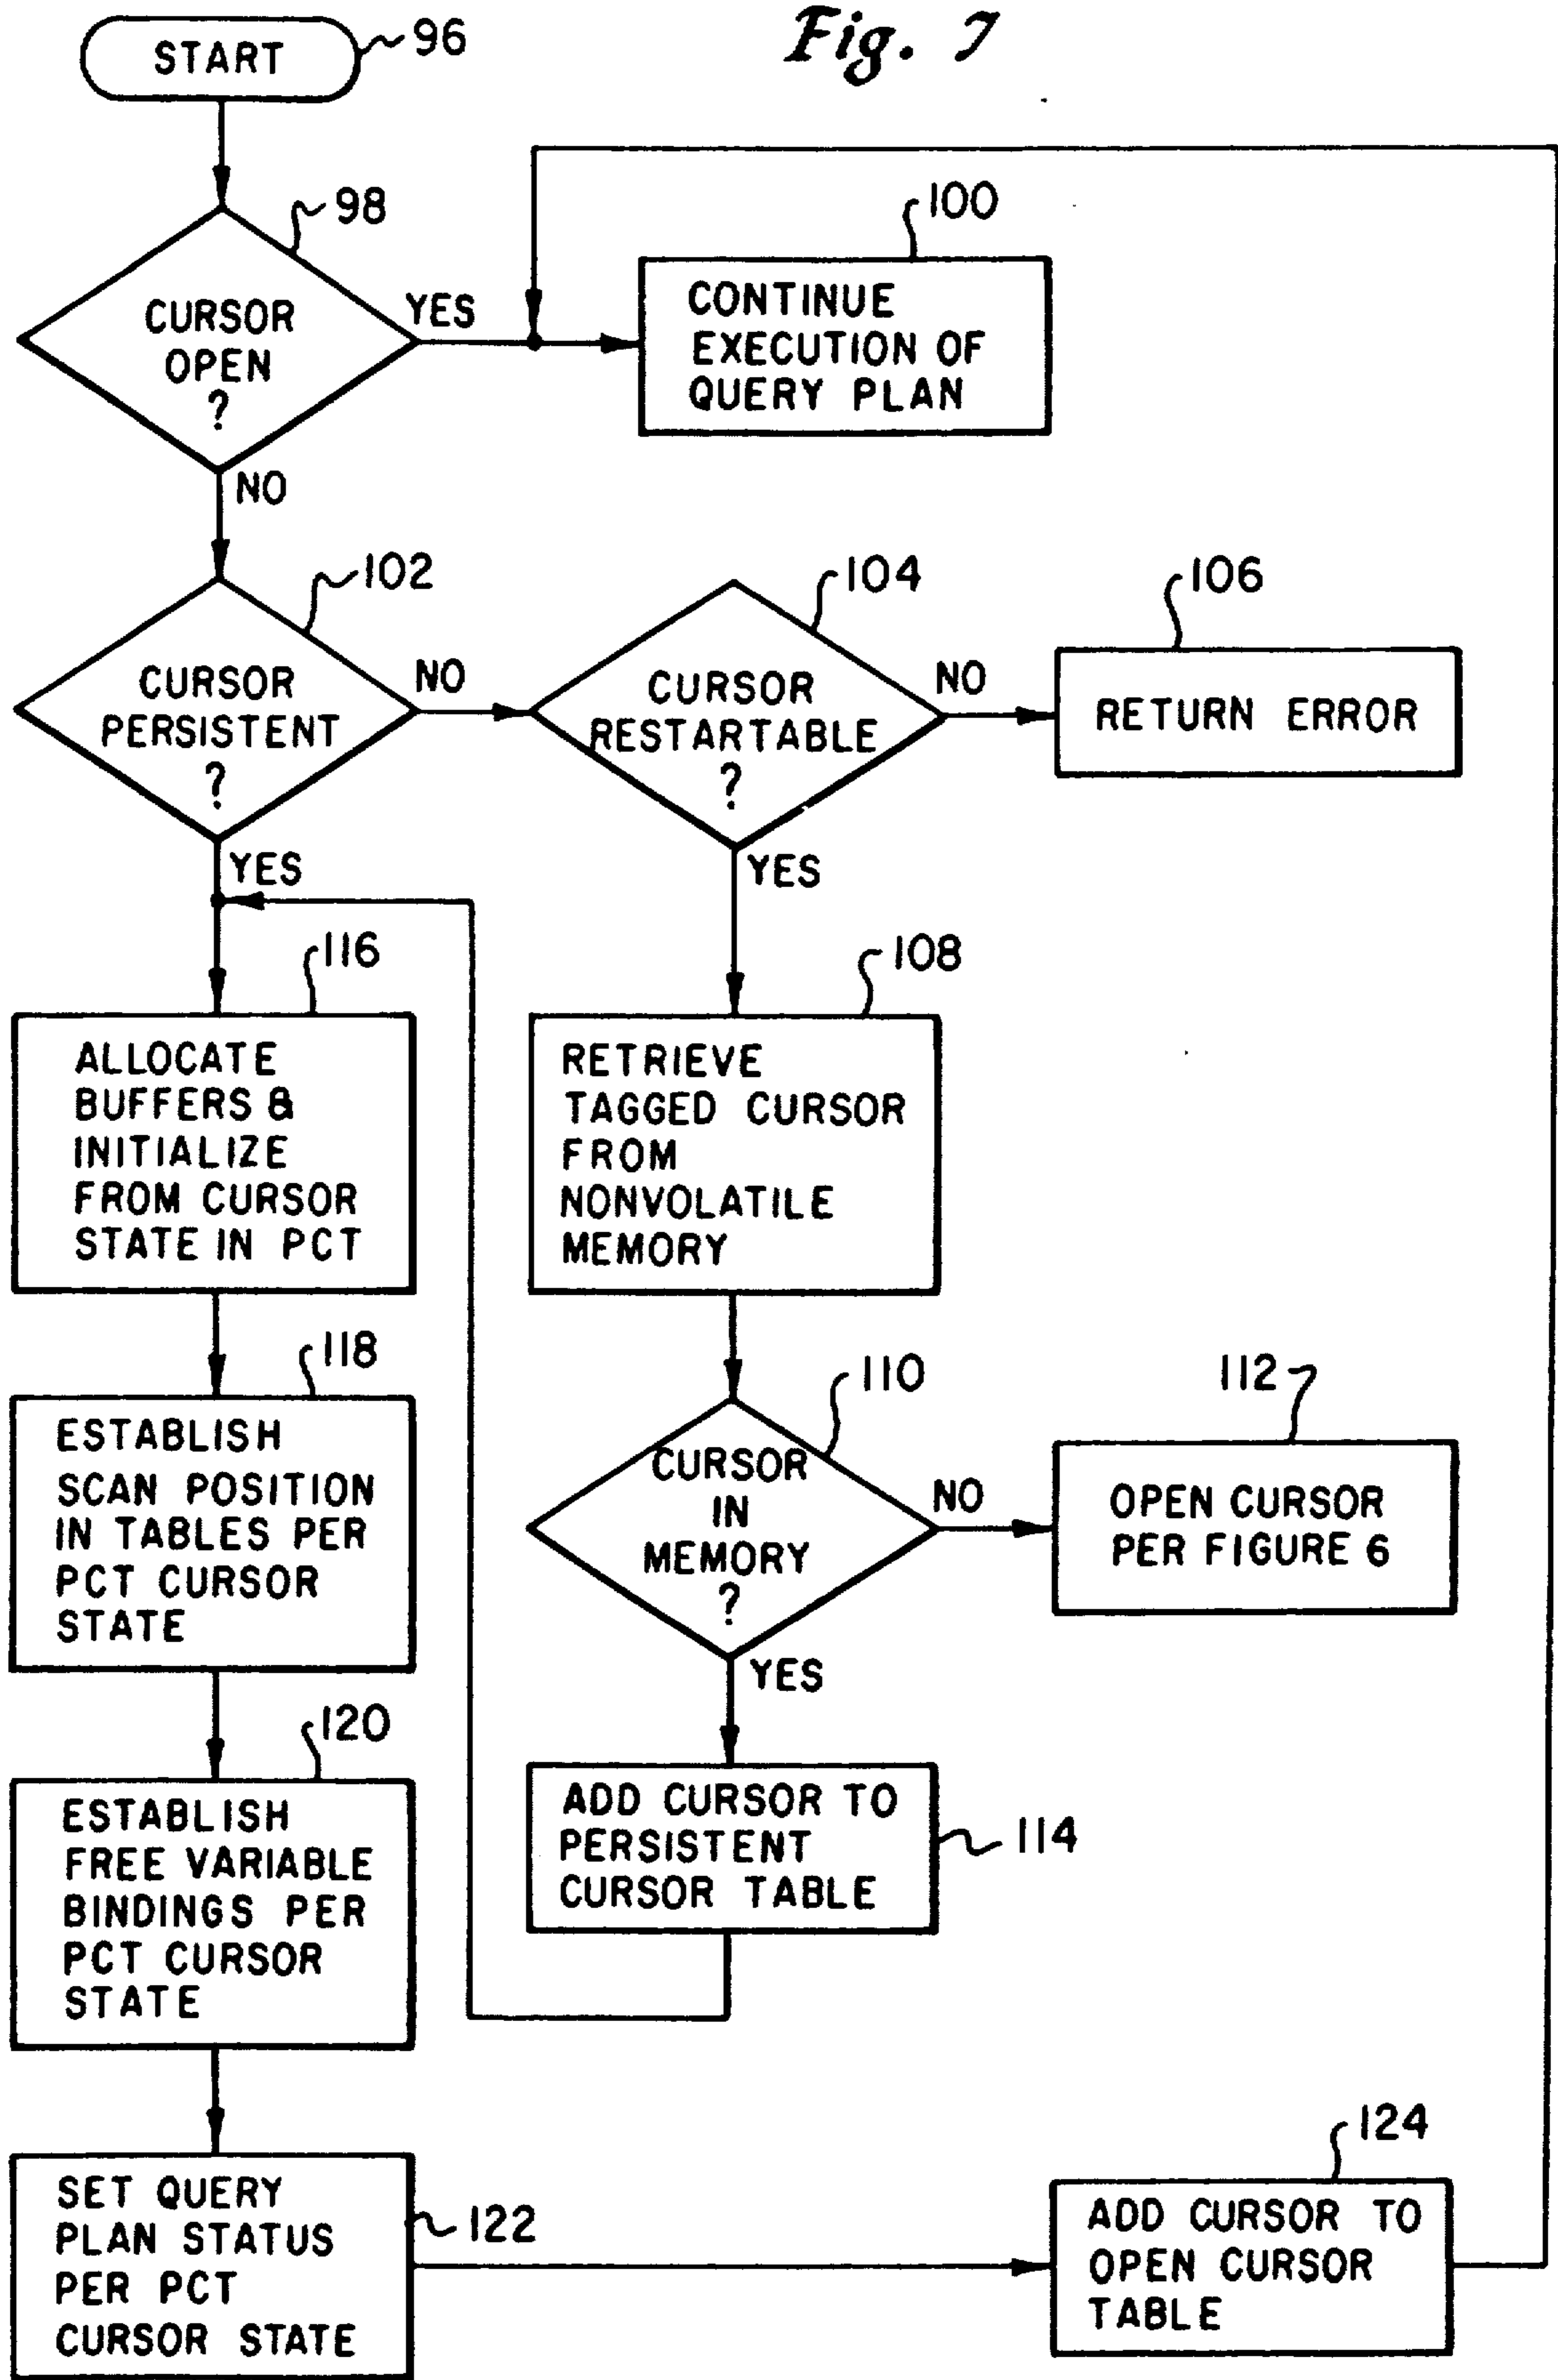 Fig. 7
START
96
98
CURSOR
OPEN
?
YES
NO
100
CONTINUE
EXECUTION OF
QUERY PLAN
102
CURSOR
PERSISTENT
?
NO
YES
104
CURSOR
RESTARTABLE
?
NO
YES
106
RETURN ERROR
108
RETRIEVE
TAGGED CURSOR
FROM
NONVOLATILE
MEMORY
110
CURSOR
IN
MEMORY
?
NO
YES
112
OPEN CURSOR
PER FIGURE 6
ADD CURSOR TO
PERSISTENT
CURSOR TABLE
114
116
ALLOCATE
BUFFERS &
INITIALIZE
FROM CURSOR
STATE IN PCT
118
ESTABLISH
SCAN POSITION
IN TABLES PER
PCT CURSOR
STATE
120
ESTABLISH
FREE VARIABLE
BINDINGS PER
PCT CURSOR
STATE
SET QUERY
PLAN STATUS
PER PCT
CURSOR STATE
122
124
ADD CURSOR TO
OPEN CURSOR
TABLE